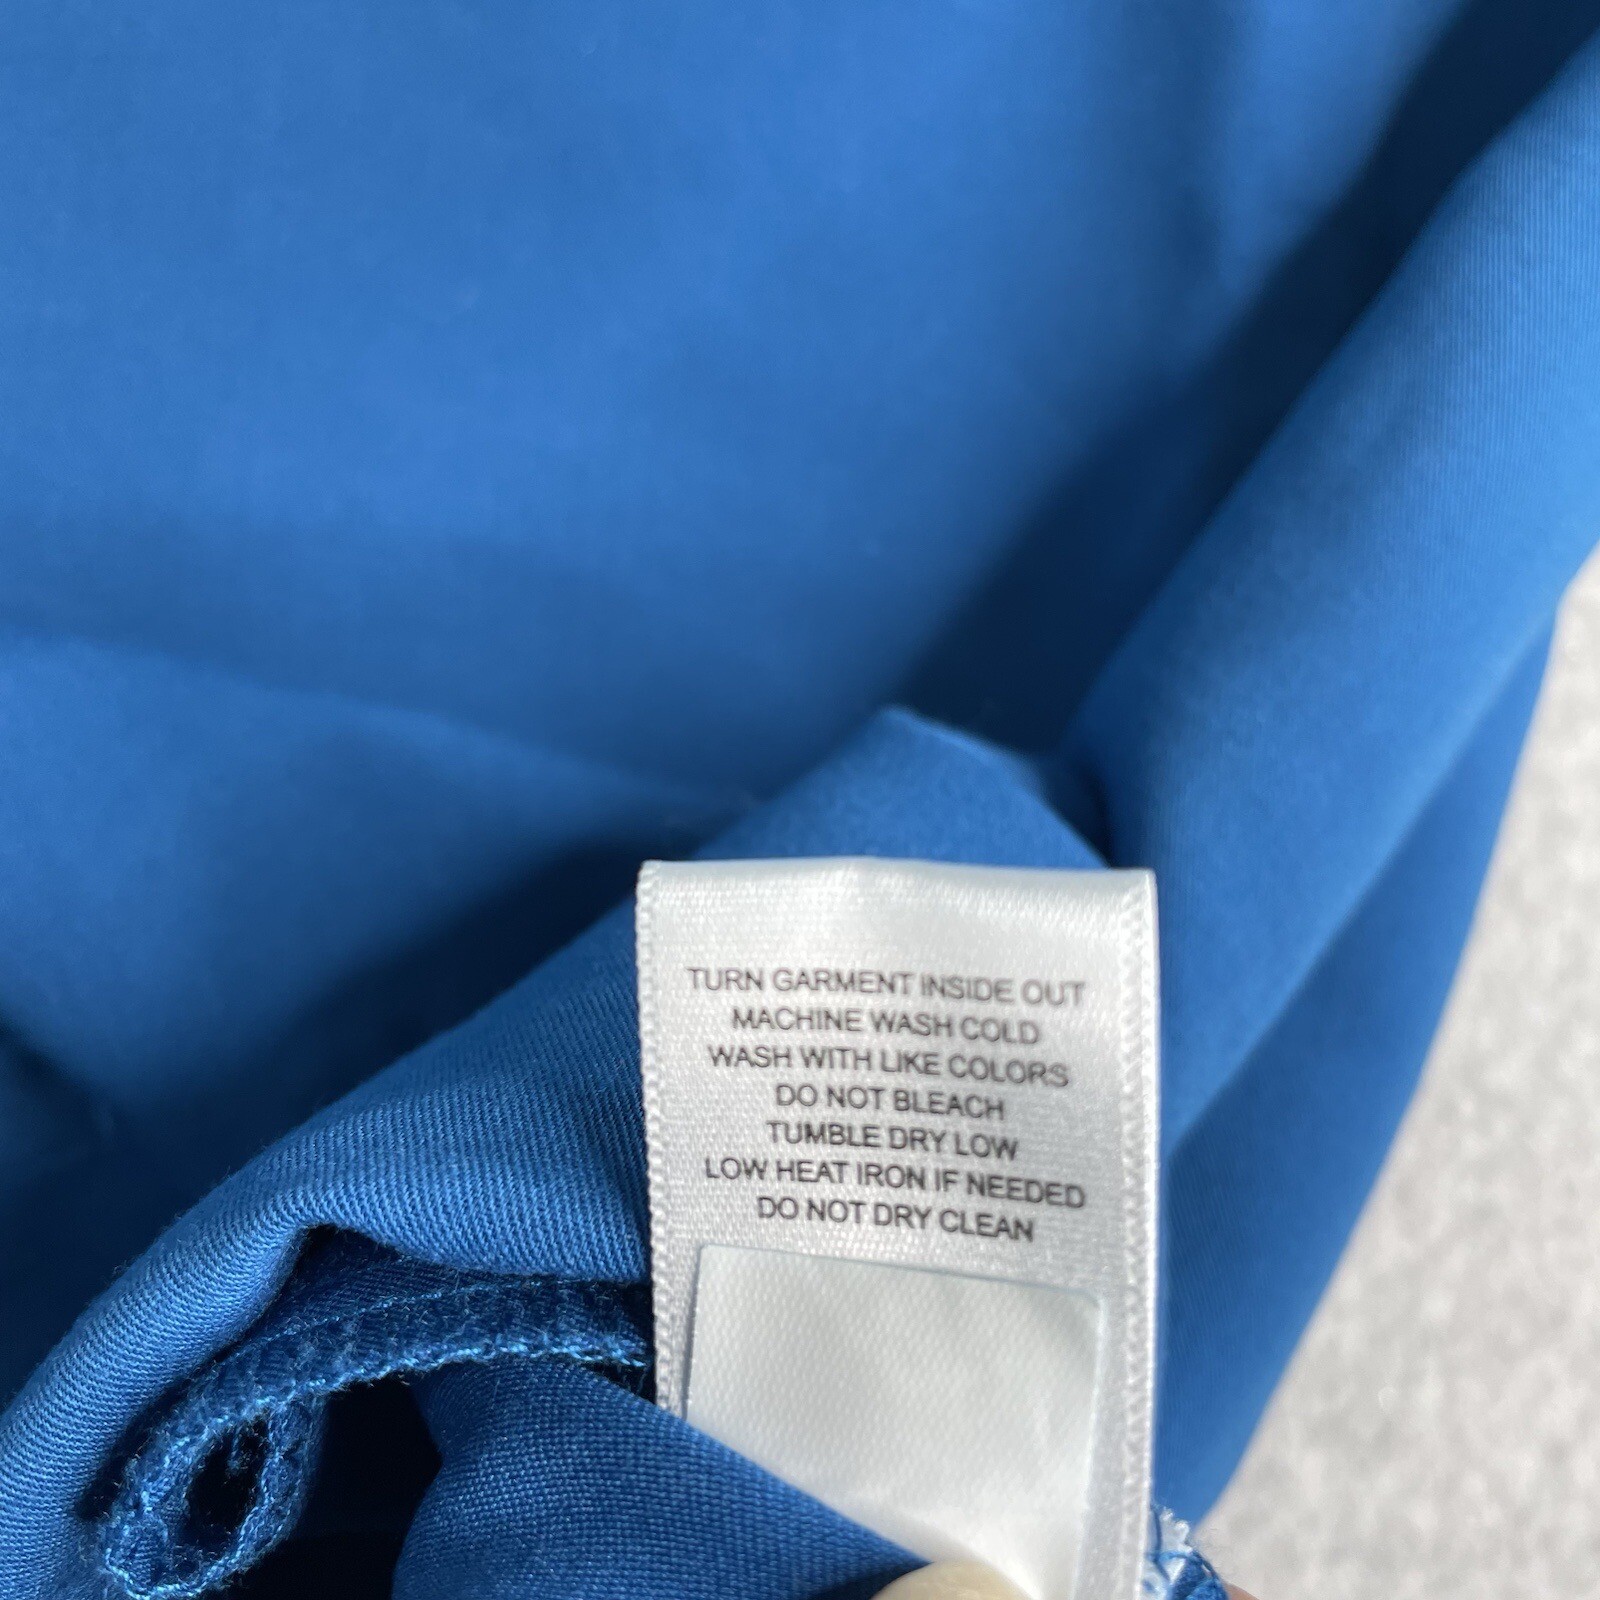 TURN GARMENT INSIDE OUT
MACHINE WASH COLD
WASH WITH LIKE COLORS
DO NOT BLEACH
TUMBLE DRY LOW
LOW HEAT IRON IF NEEDED
DO NOT DRY CLEAN